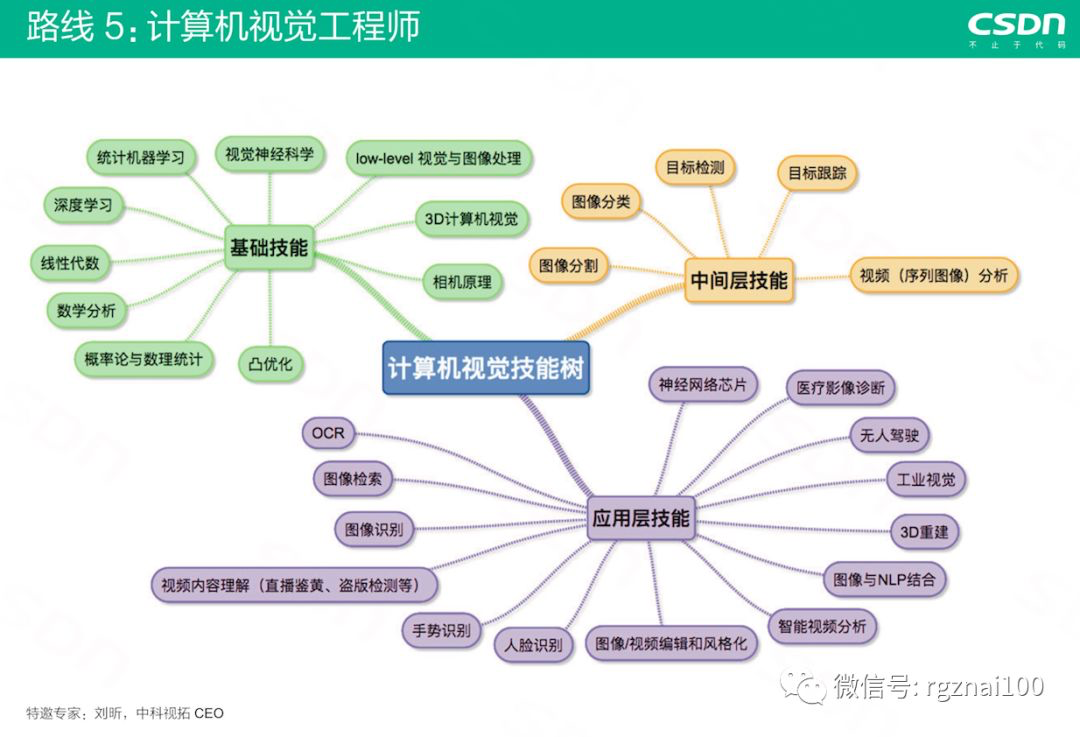 路线 5：计算机视觉工程师
CSDN
不止于代码
统计机器学习
视觉神经科学
low-level 视觉与图像处理
深度学习
3D计算机视觉
线性代数
基础技能
相机原理
数学分析
概率论与数理统计
凸优化
目标检测
目标跟踪
图像分类
图像分割
中间层技能
视频（序列图像）分析
计算机视觉技能树
神经网络芯片
医疗影像诊断
OCR
无人驾驶
图像检索
工业视觉
应用层技能
图像识别
3D重建
视频内容理解（直播鉴黄、盗版检测等）
图像与NLP结合
手势识别
人脸识别
图像/视频编辑和风格化
智能视频分析
微信号: rgznai100
特邀专家：刘昕，中科视拓 CEO